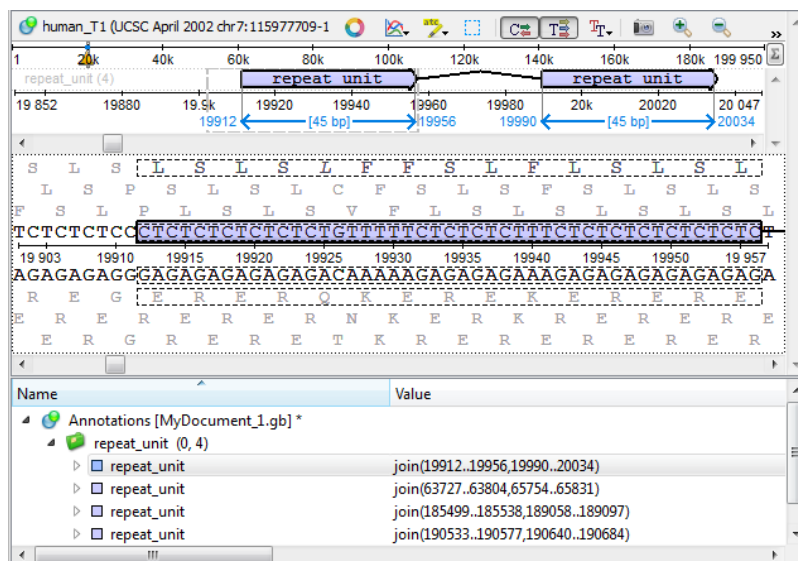 human_T1 (UCSC April 2002 chr7:115977709-1
1 20k 40k 60k 80k 100k 120k 140k 160k 180k 199 950
repeat_unit (4) repeat unit repeat unit
19 852 19880 19.9k 19920 19940 19960 19980 20k 20020 20 047
19912 [45 bp] 19956 19990 [45 bp] 20034
S L S L S L S L F F S L F L S L S L
L S P S L S L C F S L S F S L S L S
F S L P L S L S V F L S L S L S L S L
TCTCTCTCCCTCTCTCTCTCTCTGTTTTTCTCTCTCTTTCTCTCTCTCTCTCTCT
19 903 19910 19915 19920 19925 19930 19935 19940 19945 19950 19 957
AGAGAGAGGGAGAGAGAGAGAGACAAAAAGAGAGAGAAAGAGAGAGAGAGAGAGA
R E G E R E R Q K E R E K E R E R E
E R E R E R E R N K E R K R E R E R E
E R G R E R E T K R E R E R E R E R
Name Value
Annotations [MyDocument_1.gb] *
repeat_unit (0, 4)
repeat_unit join(19912..19956,19990..20034)
repeat_unit join(63727..63804,65754..65831)
repeat_unit join(185499..185538,189058..189097)
repeat_unit join(190533..190577,190640..190684)